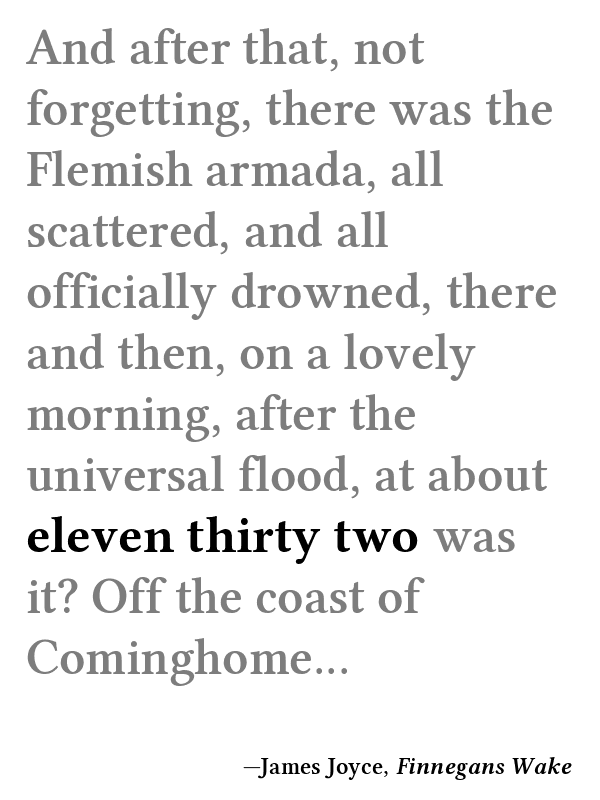 And after that, not
forgetting, there was the
Flemish armada, all
scattered, and all
officially drowned, there
and then, on a lovely
morning, after the
universal flood, at about
eleven thirty two was
it? Off the coast of
Cominghome...
—James Joyce, Finnegans Wake